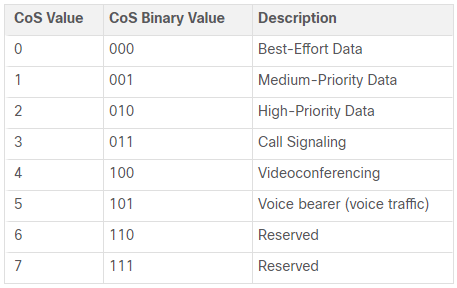 CoS Value CoS Binary Value Description
0 000 Best-Effort Data
1 001 Medium-Priority Data
2 010 High-Priority Data
3 011 Call Signaling
4 100 Videoconferencing
5 101 Voice bearer (voice traffic)
6 110 Reserved
7 111 Reserved